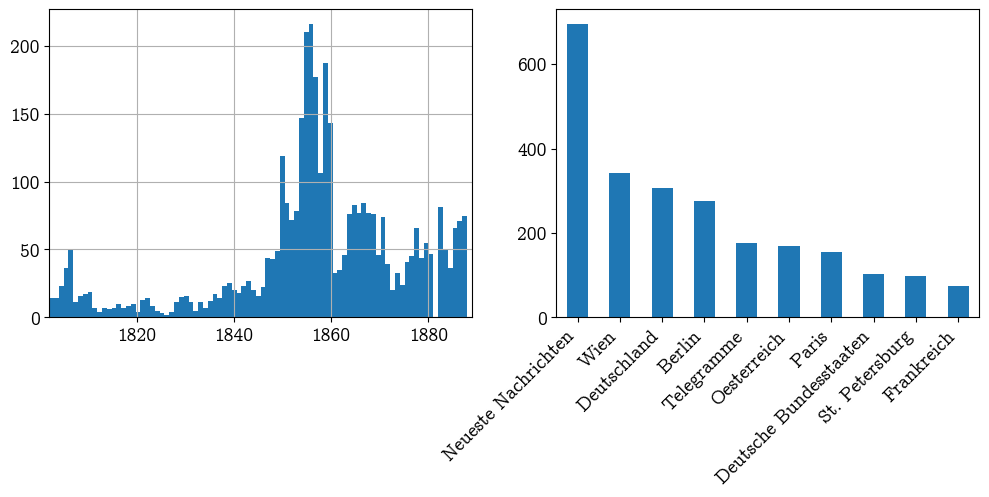 200
150
100
50
0
1820 1840 1860 1880
600
400
200
0
Neueste Nachrichten
Wien
Deutschland
Berlin
Telegramme
Oesterreich
Paris
Deutsche Bundesstaaten
St. Petersburg
Frankreich